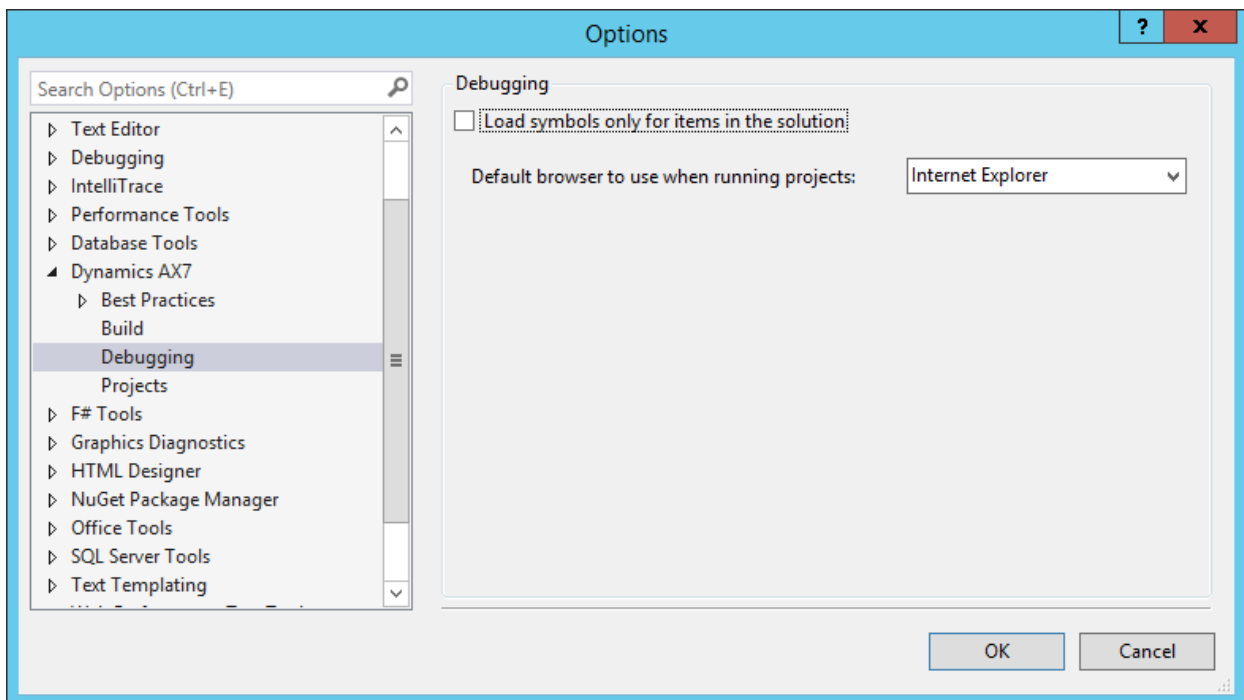 Options
?
x
Search Options (Ctrl+E)
Text Editor
Debugging
IntelliTrace
Performance Tools
Database Tools
Dynamics AX7
Best Practices
Build
Debugging
Projects
F# Tools
Graphics Diagnostics
HTML Designer
NuGet Package Manager
Office Tools
SQL Server Tools
Text Templating
Debugging
Load symbols only for items in the solution
Default browser to use when running projects:
Internet Explorer
OK
Cancel